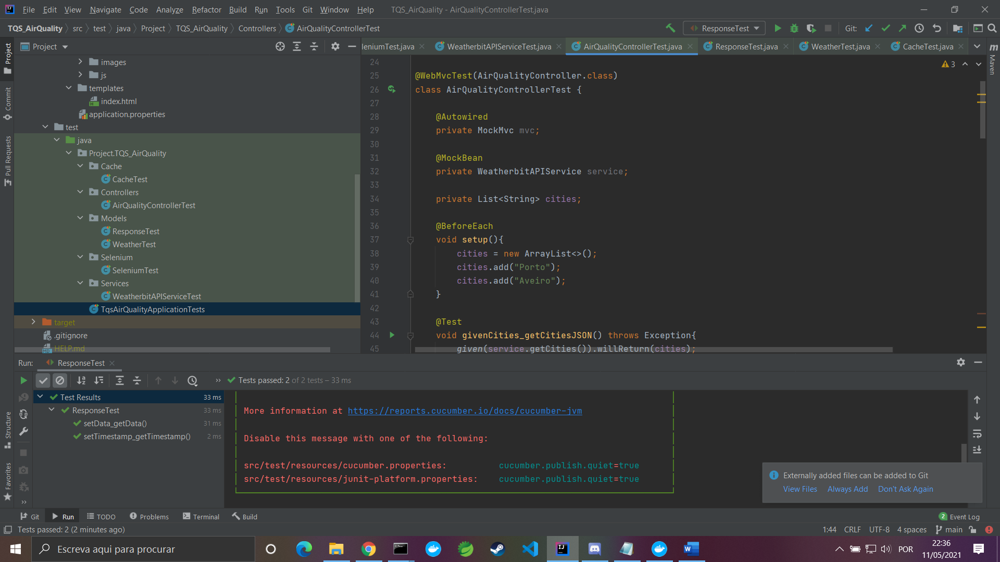 File Edit View Navigate Code Analyze Refactor Build Run Tools Git Window Help TQS_AirQuality - AirQualityControllerTest.java
TQS_AirQuality src test java Project TQS_AirQuality Controllers AirQualityControllerTest ResponseTest Git:
Project
leniumTest.java WeatherbitAPIServiceTest.java AirQualityControllerTest.java ResponseTest.java WeatherTest.java CacheTest.java
Project
Commit
Pull Requests
Structure
Favorites
Maven
images
js
templates
index.html
application.properties
test
java
Project.TQS_AirQuality
Cache
CacheTest
Controllers
AirQualityControllerTest
Models
ResponseTest
WeatherTest
Selenium
SeleniumTest
Services
WeatherbitAPIServiceTest
TqsAirQualityApplicationTests
target
.gitignore
HELP.md
3
24
25 @WebMvcTest(AirQualityController.class)
26 class AirQualityControllerTest {
27
28 @Autowired
29 private MockMvc mvc;
30
31 @MockBean
32 private WeatherbitAPIService service;
33
34 private List<String> cities;
35
36 @BeforeEach
37 void setup(){
38 cities = new ArrayList<>();
39 cities.add("Porto");
40 cities.add("Aveiro");
41 }
42
43 @Test
44 void givenCities_getCitiesJSON() throws Exception{
45 given(service.getCities()).willReturn(cities);
Run: ResponseTest
Tests passed: 2 of 2 tests – 33 ms
Test Results 33 ms
ResponseTest 33 ms
setData_getData() 31 ms
setTimestamp_getTimestamp() 2 ms
More information at https://reports.cucumber.io/docs/cucumber-jvm
Disable this message with one of the following:
src/test/resources/cucumber.properties: cucumber.publish.quiet=true
src/test/resources/junit-platform.properties: cucumber.publish.quiet=true
Externally added files can be added to Git
View Files Always Add Don't Ask Again
Git Run TODO Problems Terminal Build 2 Event Log
Tests passed: 2 (2 minutes ago) 1:44 CRLF UTF-8 4 spaces main
Escreva aqui para procurar
POR
22:36
11/05/2021